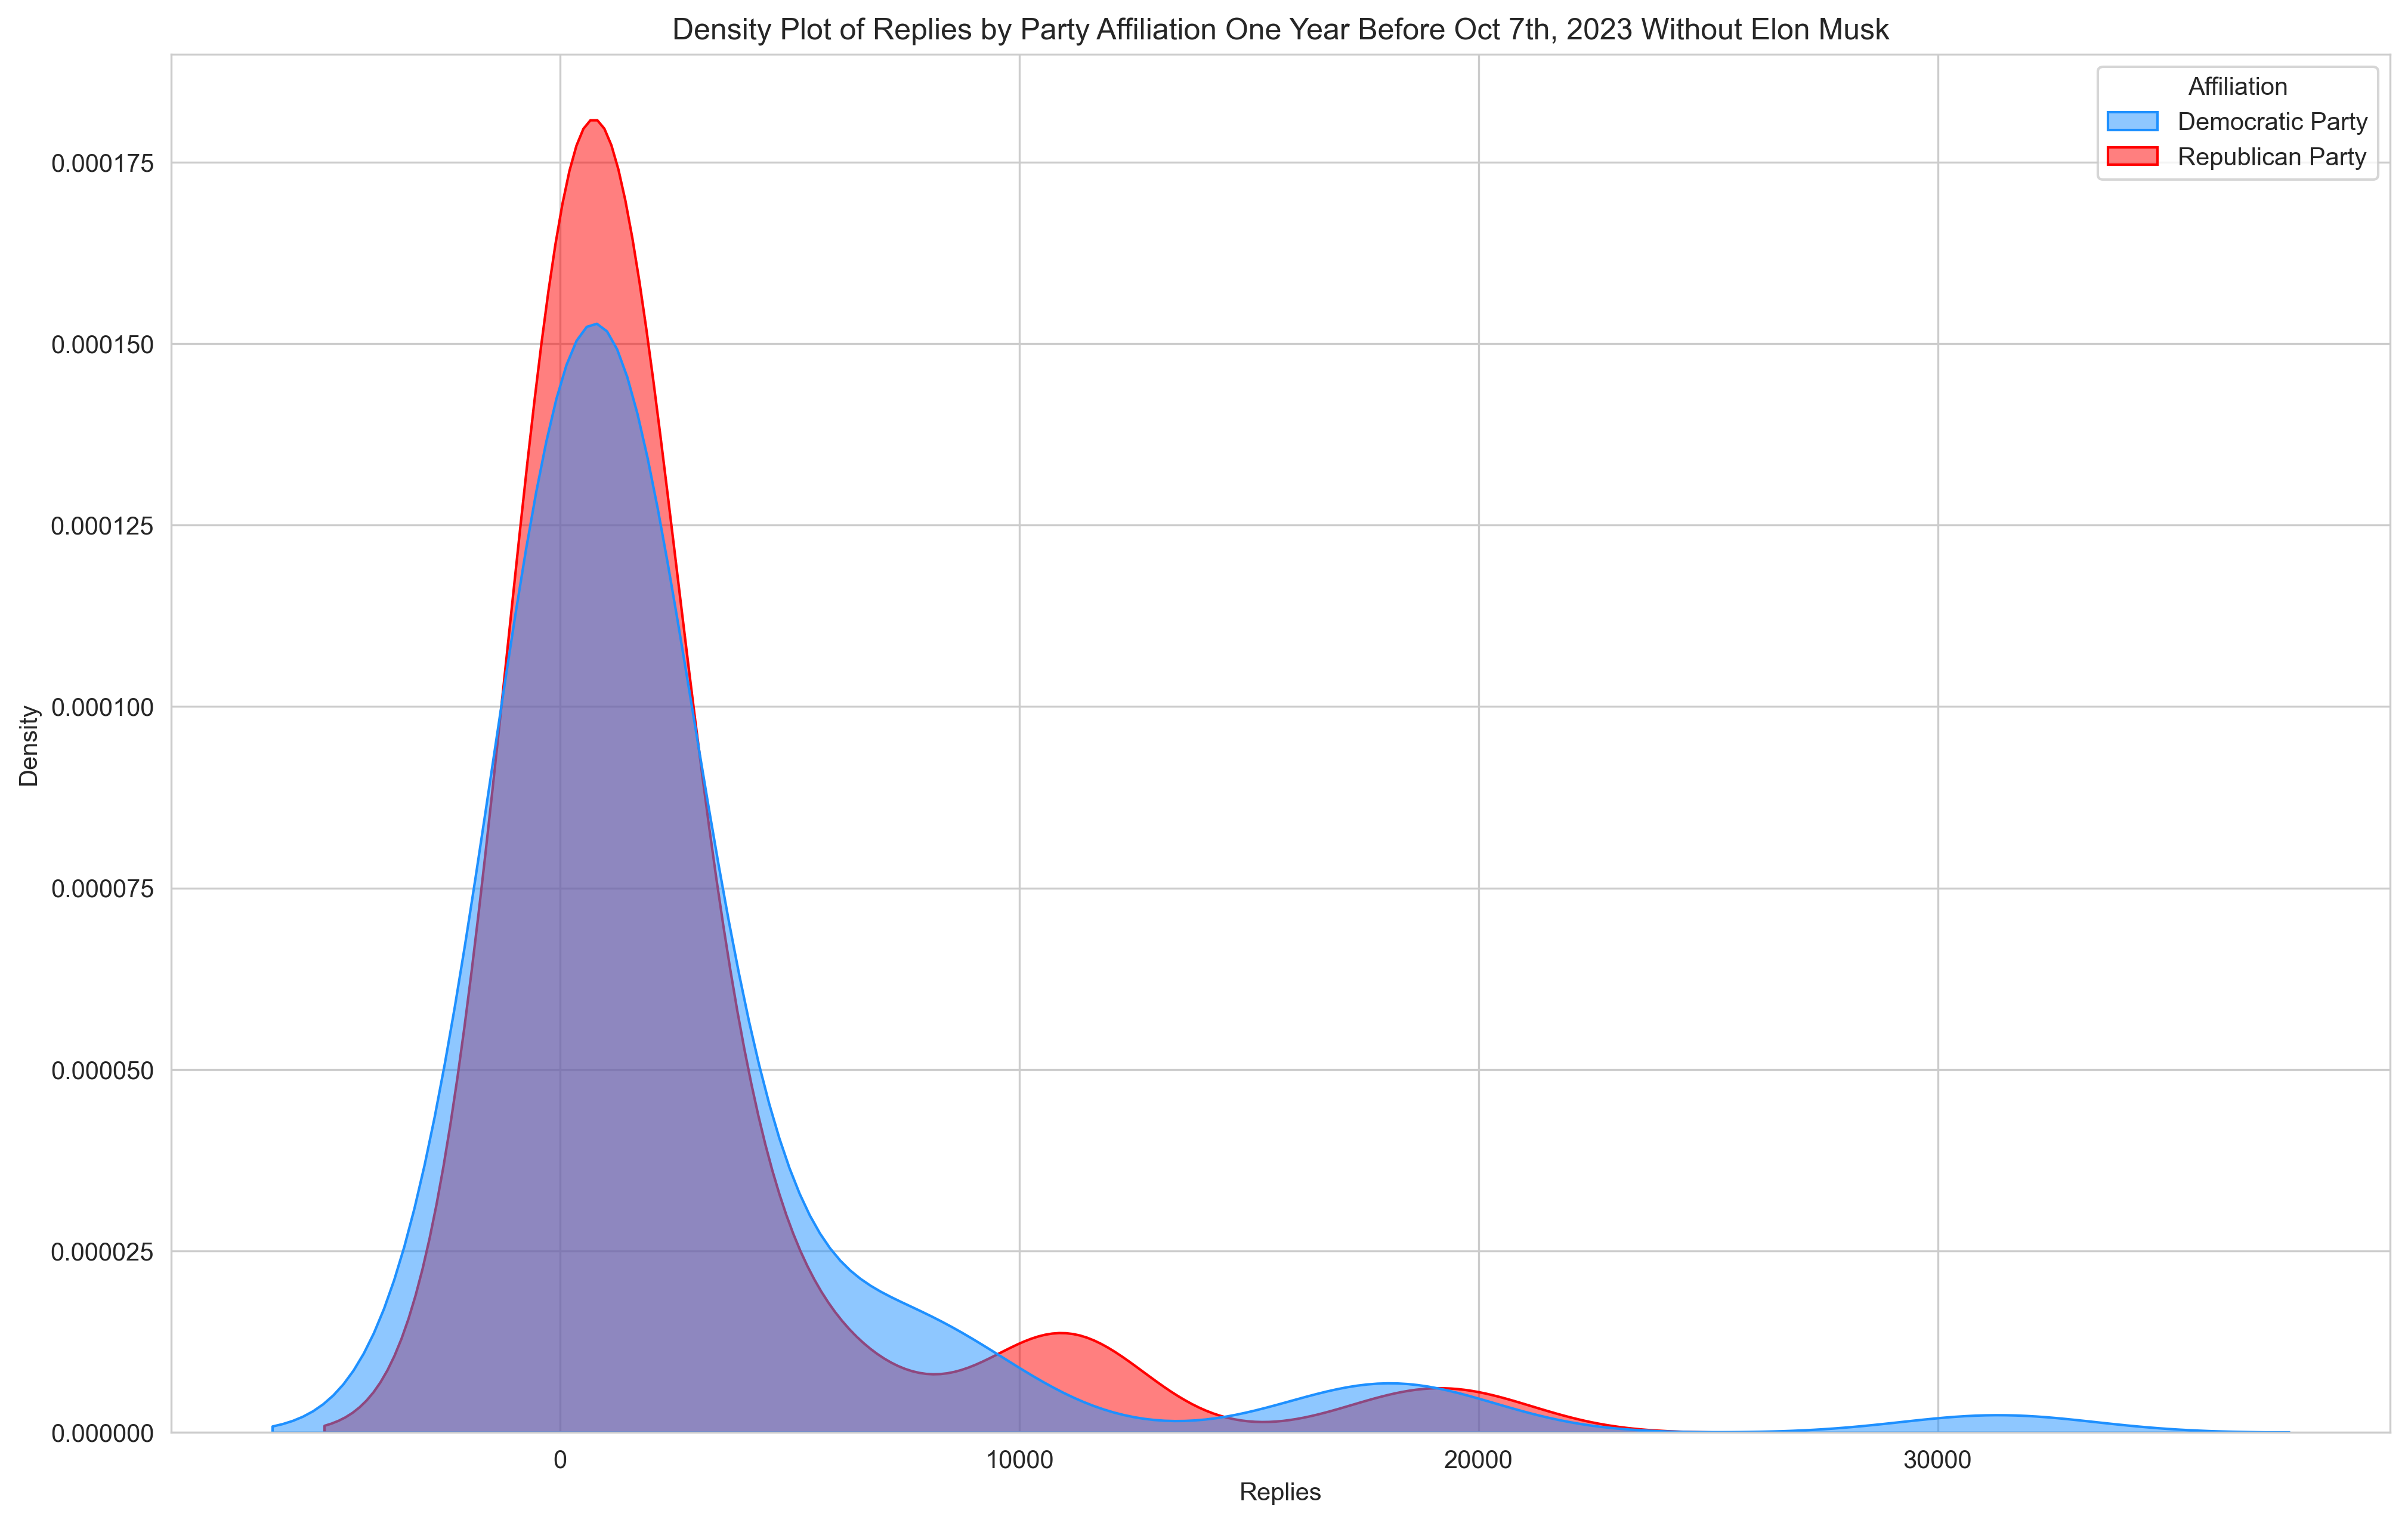 Density Plot of Replies by Party Affiliation One Year Before Oct 7th, 2023 Without Elon Musk
Affiliation
Democratic Party
Republican Party
0.000175
0.000150
0.000125
0.000100
0.000075
0.000050
0.000025
0.000000
Density
0
10000
20000
30000
Replies